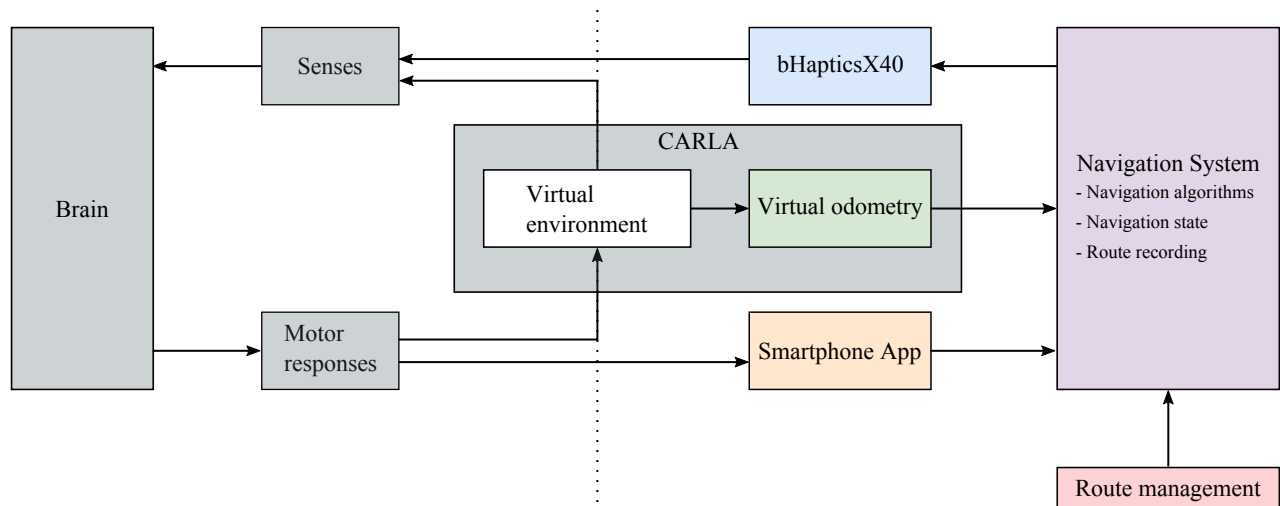 Senses
bHapticsX40
CARLA
Brain
Virtual
environment
Virtual odometry
Navigation System
- Navigation algorithms
- Navigation state
- Route recording
Motor
responses
Smartphone App
Route management